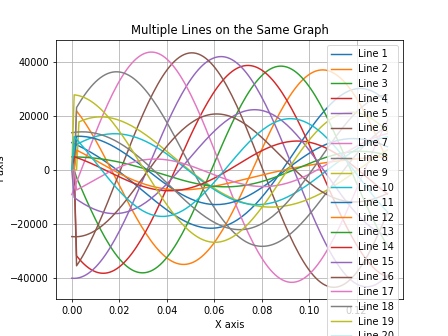 Multiple Lines on the Same Graph
40000
20000
0
−20000
−40000
0.00
0.02
0.04
0.06
0.08
0.10
X axis
Line 1
Line 2
Line 3
Line 4
Line 5
Line 6
Line 7
Line 8
Line 9
Line 10
Line 11
Line 12
Line 13
Line 14
Line 15
Line 16
Line 17
Line 18
Line 19
Line 20